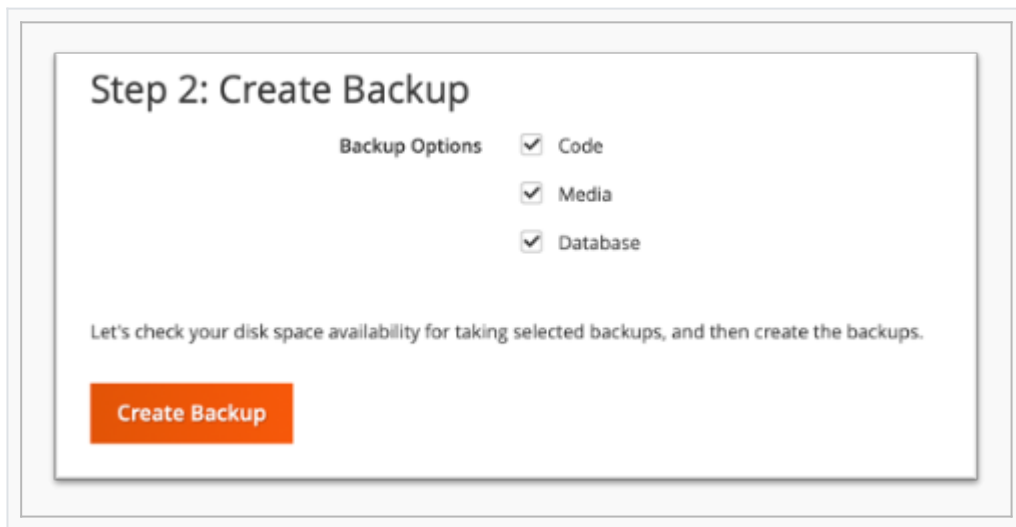 Step 2: Create Backup
Backup Options Code
Media
Database
Let's check your disk space availability for taking selected backups, and then create the backups.
Create Backup